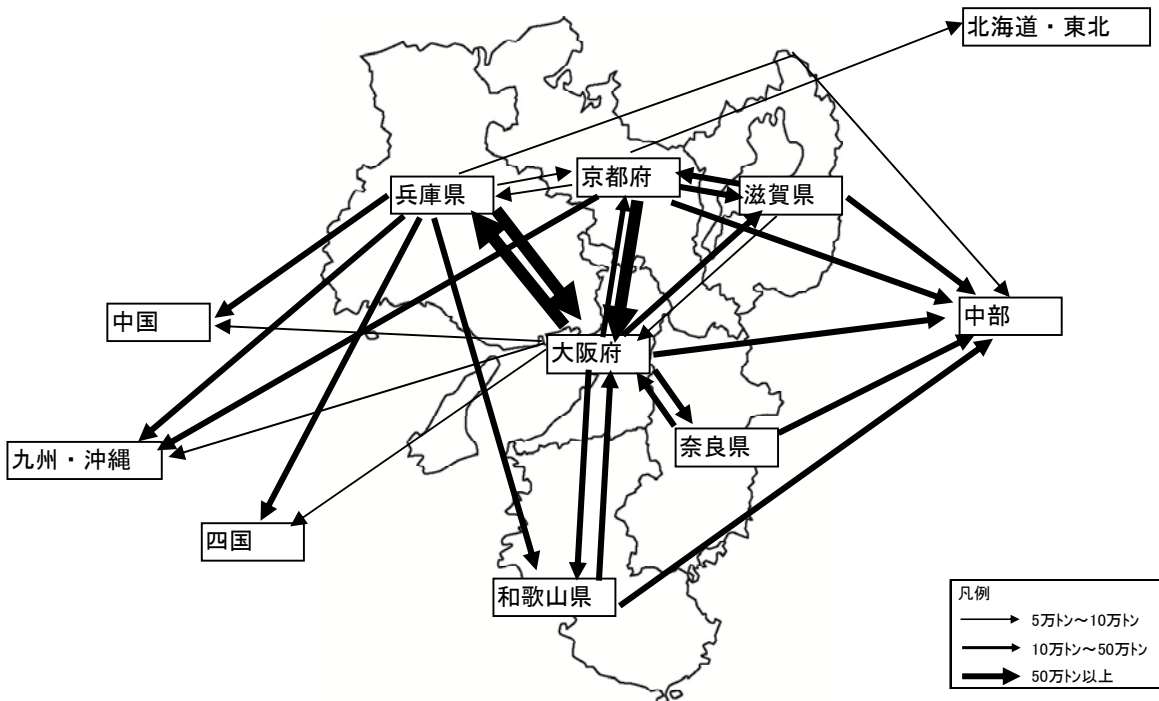 北海道・東北
京都府
兵庫県
滋賀県
中国
中部
大阪府
九州・沖縄
奈良県
四国
和歌山県
凡例
5万トン～10万トン
10万トン～50万トン
50万トン以上